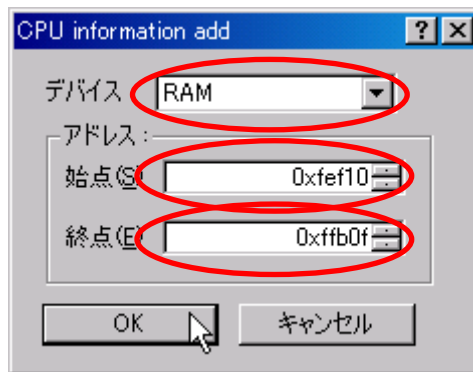 CPU information add
デバイス RAM
アドレス:
始点(S) 0xfef10
終点(E) 0xffb0f
OK キャンセル